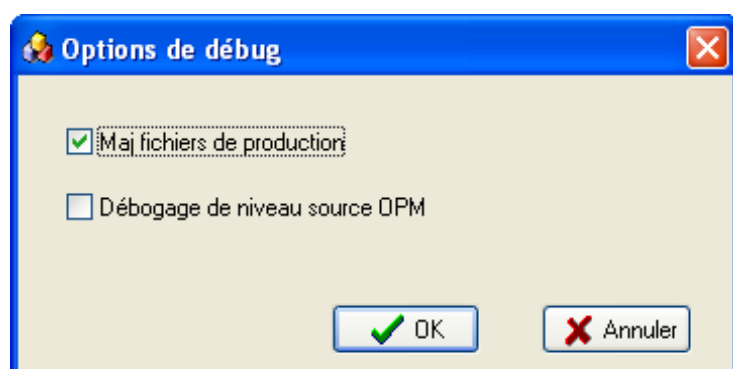 Options de débug
Maj fichiers de production
Débogage de niveau source OPM
OK
Annuler